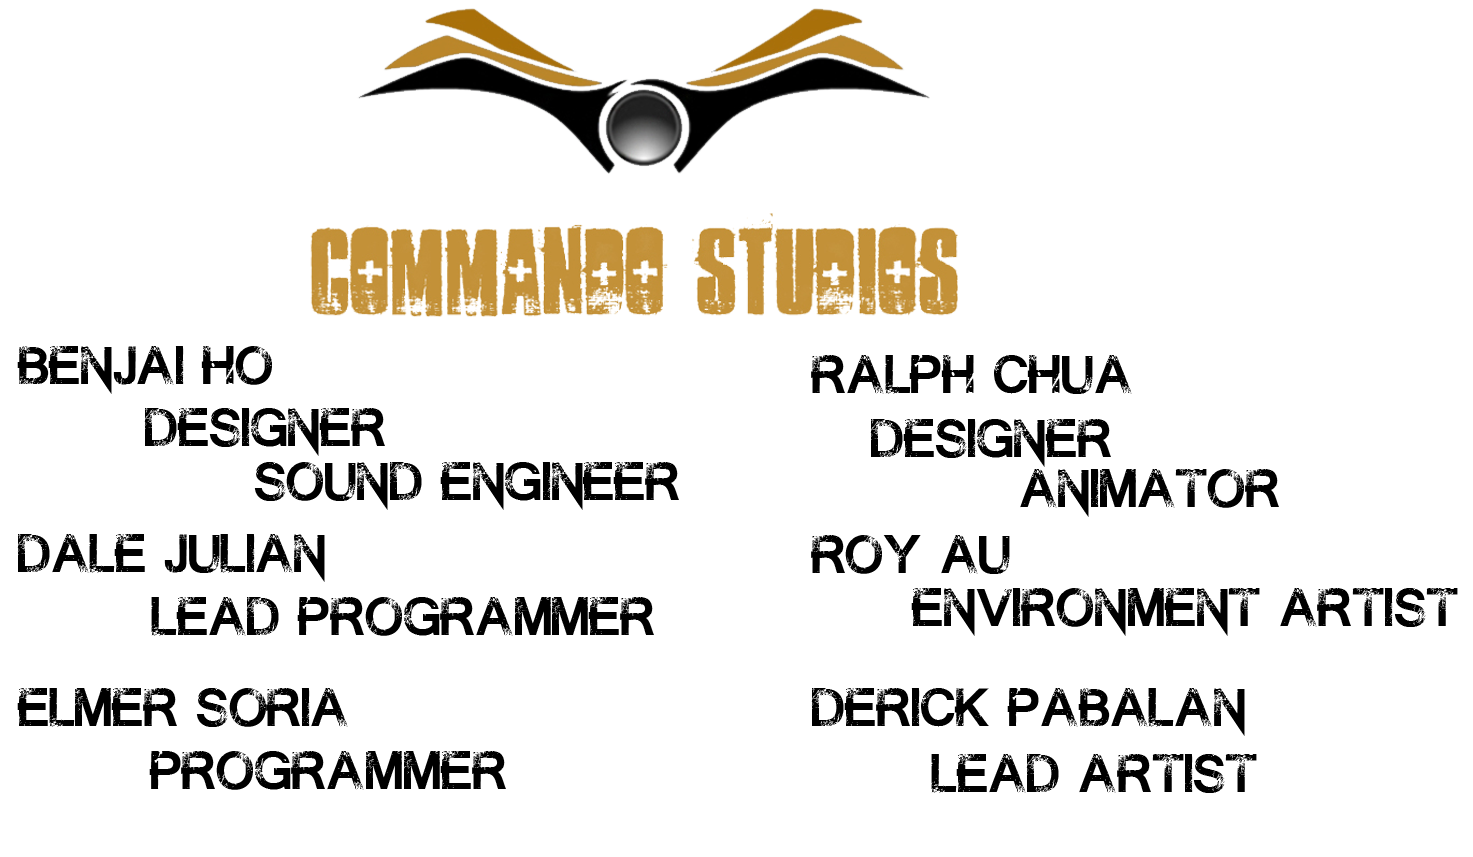 COMMANDO STUDIOS
BENJAI HO
DESIGNER
SOUND ENGINEER
DALE JULIAN
LEAD PROGRAMMER
ELMER SORIA
PROGRAMMER
RALPH CHUA
DESIGNER
ANIMATOR
ROY AU
ENVIRONMENT ARTIST
DERICK PABALAN
LEAD ARTIST